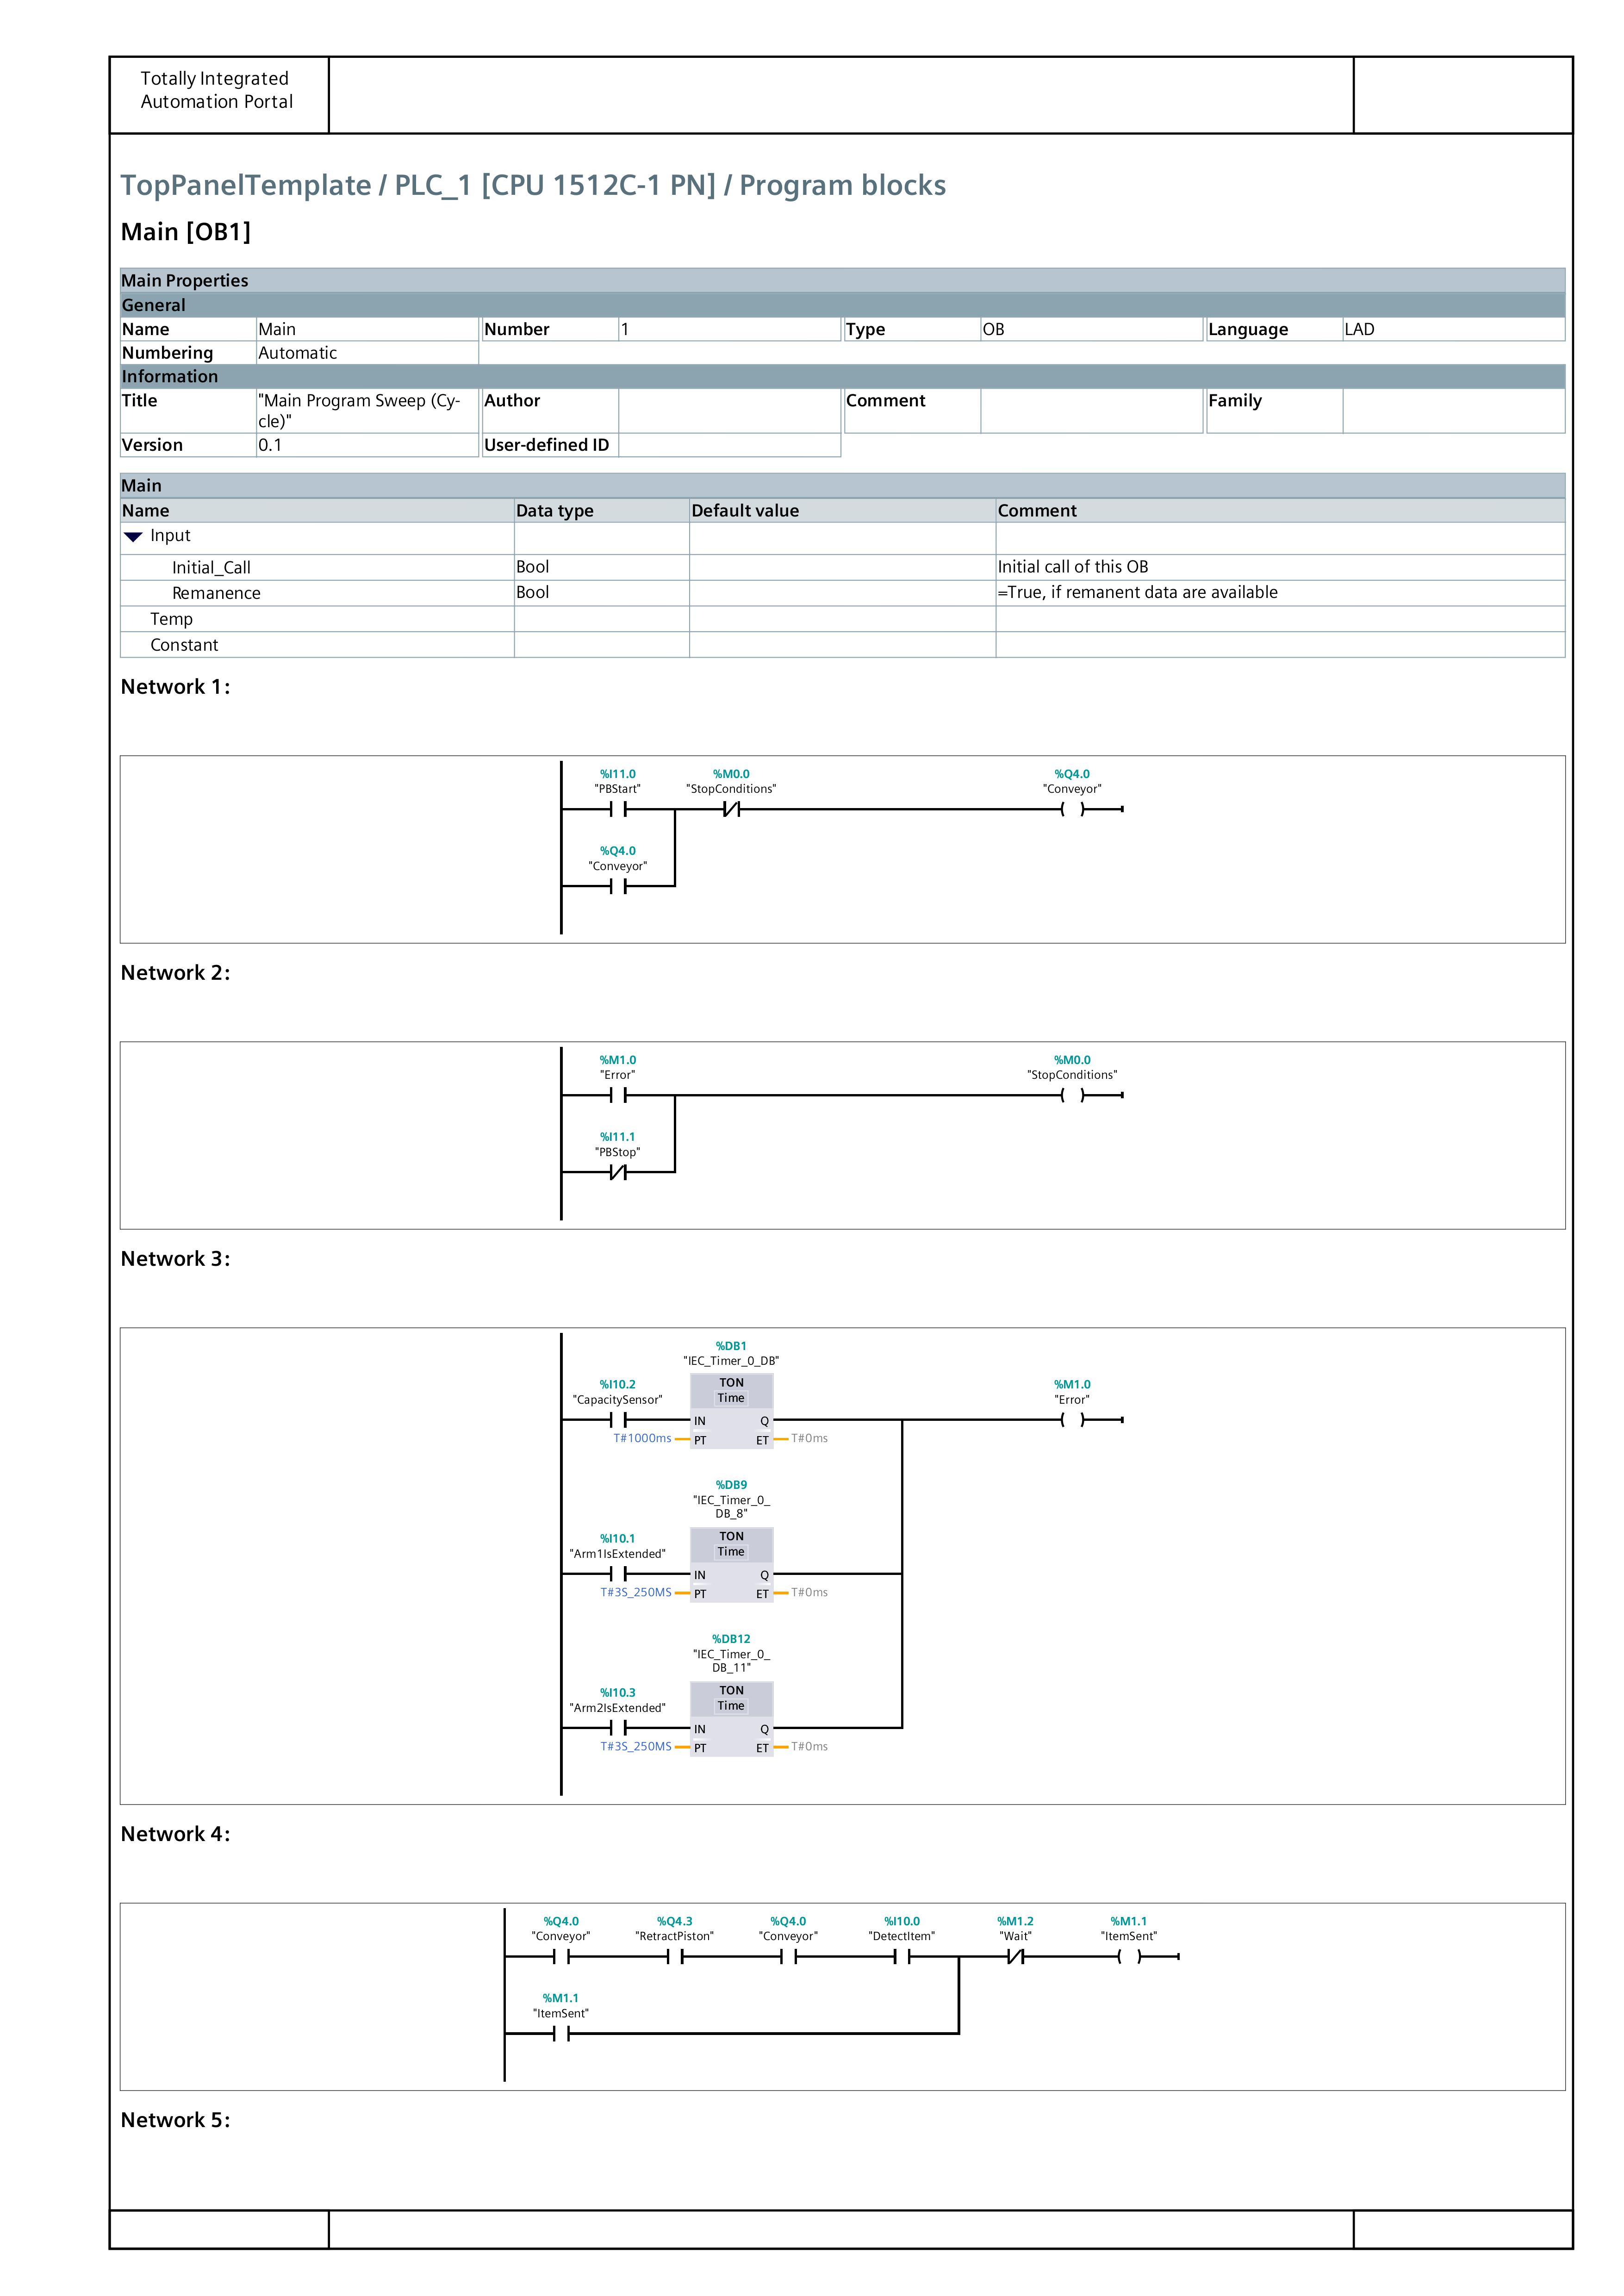 Totally Integrated
Automation Portal
TopPanelTemplate / PLC_1 [CPU 1512C-1 PN] / Program blocks
Main [OB1]
Main Properties
General
Name Main Number 1 Type OB Language LAD
Numbering Automatic
Information
Title "Main Program Sweep (Cy- Author Comment Family
cle)"
Version 0.1 User-defined ID
Main
Name Data type Default value Comment
Input
Initial_Call Bool Initial call of this OB
Remanence Bool =True, if remanent data are available
Temp
Constant
Network 1:
%I11.0 %M0.0 %Q4.0
"PBStart" "StopConditions" "Conveyor"
%Q4.0
"Conveyor"
Network 2:
%M1.0 %M0.0
"Error" "StopConditions"
%I11.1
"PBStop"
Network 3:
%DB1
"IEC_Timer_0_DB"
TON
Time
%I10.2 %M1.0
"CapacitySensor" "Error"
IN Q
T#1000ms PT ET T#0ms
%DB9
"IEC_Timer_0_
DB_8"
TON
Time
%I10.1
"Arm1IsExtended"
IN Q
T#3S_250MS PT ET T#0ms
%DB12
"IEC_Timer_0_
DB_11"
TON
Time
%I10.3
"Arm2IsExtended"
IN Q
T#3S_250MS PT ET T#0ms
Network 4:
%Q4.0 %Q4.3 %Q4.0 %I10.0 %M1.2 %M1.1
"Conveyor" "RetractPiston" "Conveyor" "DetectItem" "Wait" "ItemSent"
%M1.1
"ItemSent"
Network 5: